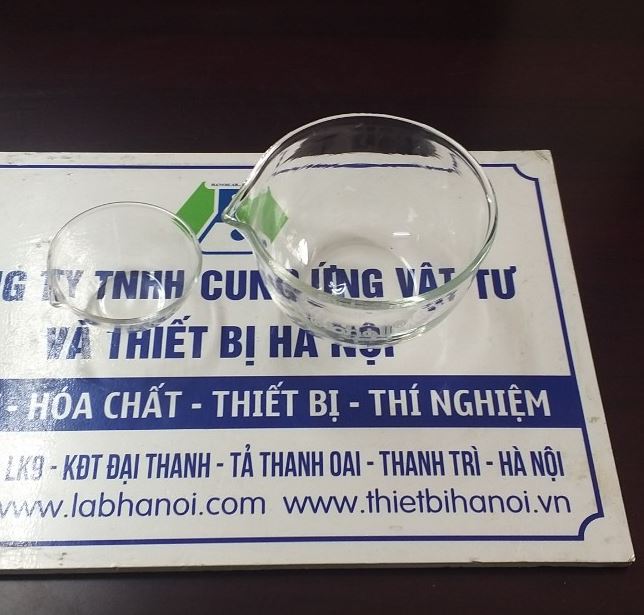 G TY TNHH CUNG ỨNG VẬT TƯ
VÀ THIẾT BỊ HÀ NỘI
- HÓA CHẤT - THIẾT BỊ - THÍ NGHIỆM
LK9 - KĐT ĐẠI THANH - TẢ THANH OAI - THANH TRÌ - HÀ NỘI
www.labhanoi.com www.thietbihanoi.vn